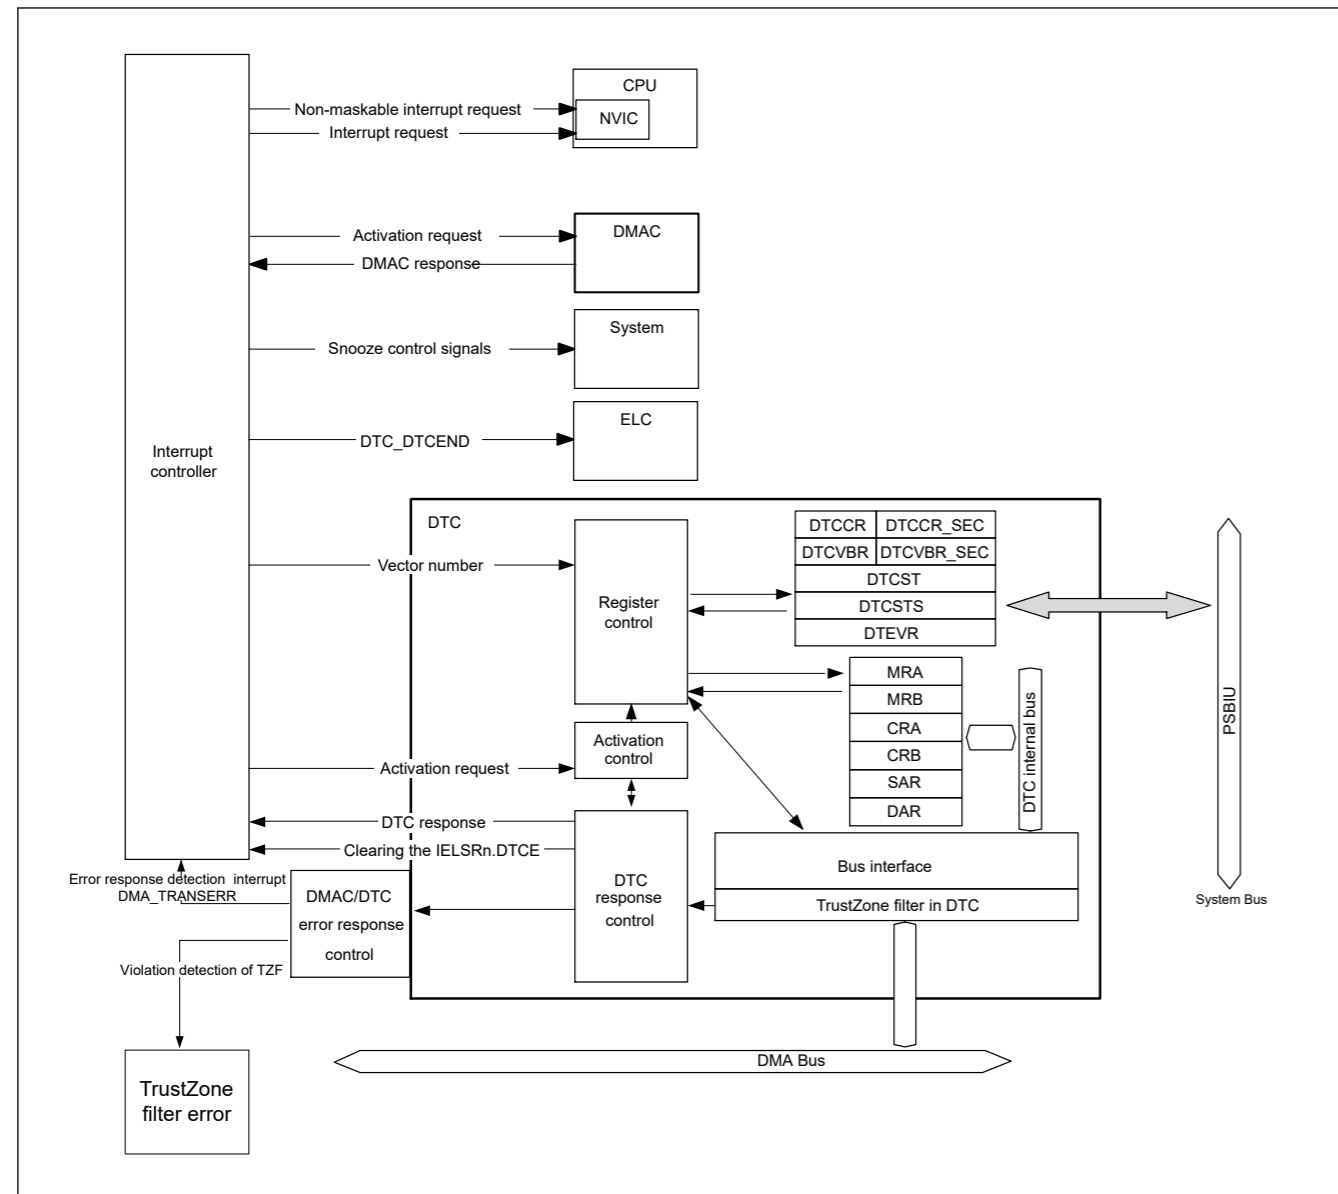 CPU
Non-maskable interrupt request
NVIC
Interrupt request
Activation request
DMAC
DMAC response
System
Snooze control signals
ELC
DTC_DTCEND
Interrupt
controller
DTC
DTCCR DTCCR_SEC
DTCVBR DTCVBR_SEC
DTCST
DTCSTS
DTEVR
Vector number
Register
control
MRA
MRB
CRA
CRB
SAR
DAR
DTC internal bus
PSBIU
System Bus
Activation
control
Activation request
DTC response
Clearing the IELSRn.DTCE
Bus interface
TrustZone filter in DTC
DTC
response
control
Error response detection interrupt
DMA_TRANSERR
DMAC/DTC
error response
control
Violation detection of TZF
DMA Bus
TrustZone
filter error